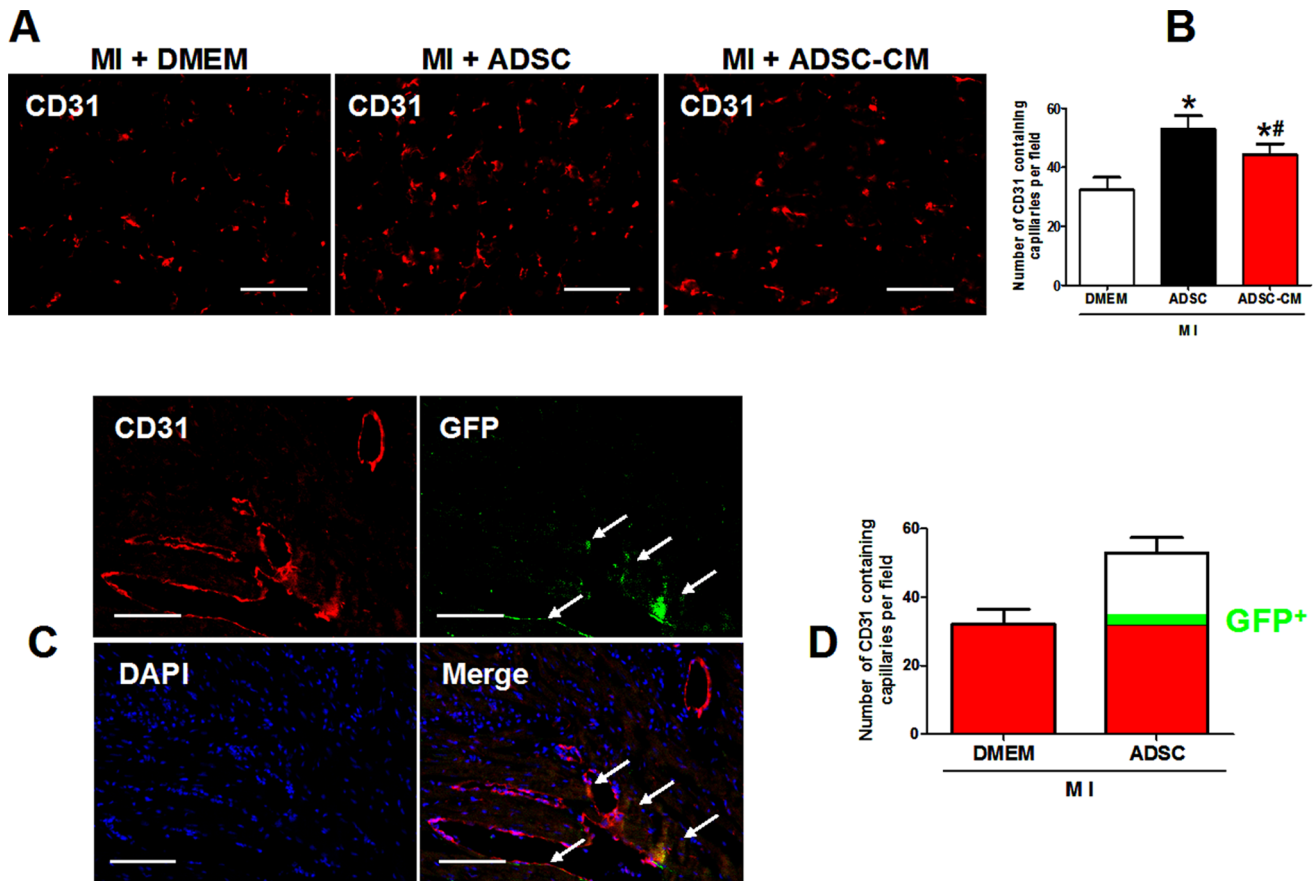 A
MI + DMEM
MI + ADSC
MI + ADSC-CM
CD31
CD31
CD31
B
Number of CD31 containing
capillaries per field
60
40
20
0
*
*#
DMEM
ADSC
ADSC-CM
MI
C
CD31
GFP
DAPI
Merge
D
Number of CD31 containing
capillaries per field
60
40
20
0
GFP⁺
DMEM
ADSC
MI